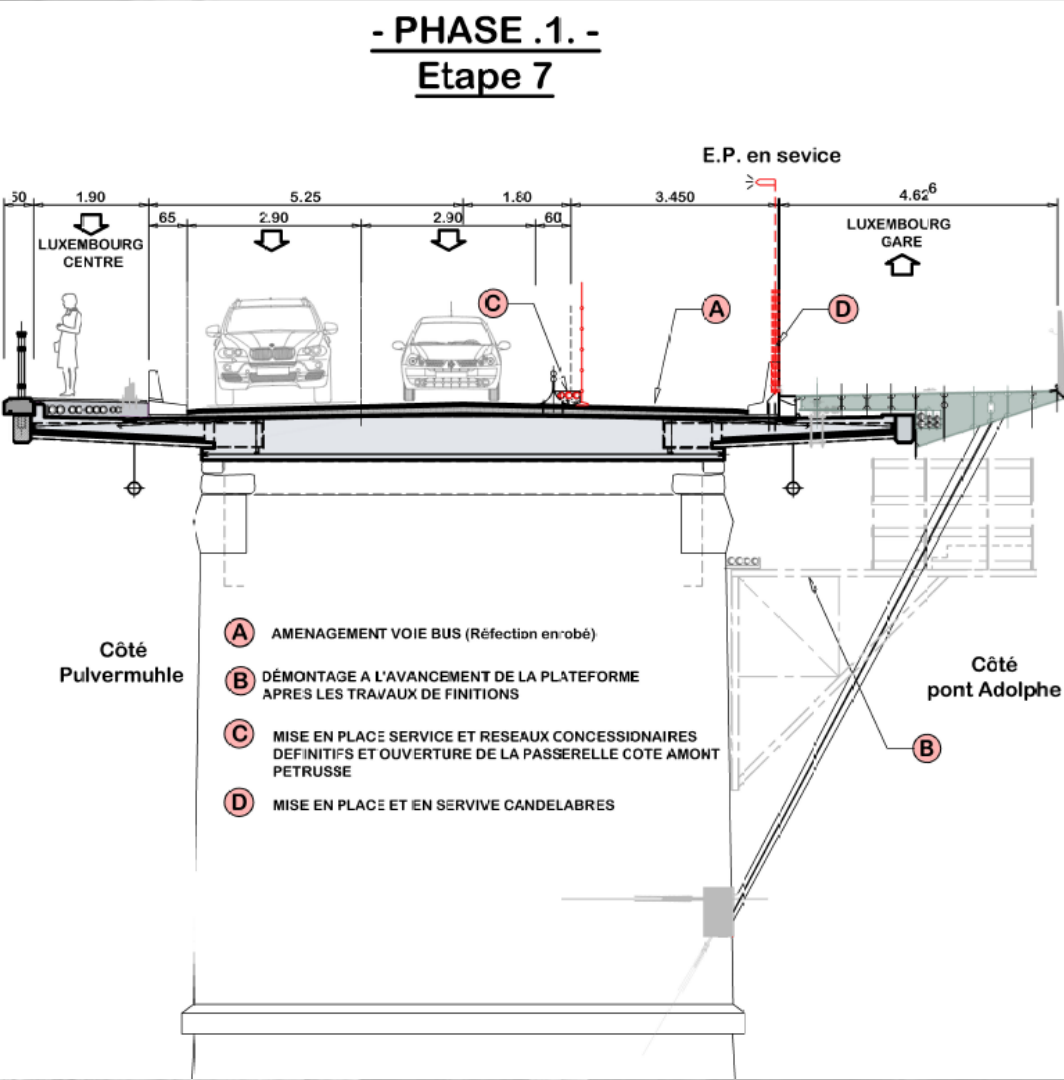 - PHASE .1. -
Etape 7
E.P. en sevice
50
1.90
5.25
1.80
3.450
4.62⁶
65
2.90
2.90
60
LUXEMBOURG
CENTRE
LUXEMBOURG
GARE
C
A
D
A AMENAGEMENT VOIE BUS (Réfection enrobé)
B DÉMONTAGE A L'AVANCEMENT DE LA PLATEFORME
APRES LES TRAVAUX DE FINITIONS
C MISE EN PLACE SERVICE ET RESEAUX CONCESSIONAIRES
DEFINITIFS ET OUVERTURE DE LA PASSERELLE COTE AMONT
PETRUSSE
D MISE EN PLACE ET EN SERVIVE CANDELABRES
Côté
Pulvermuhle
Côté
pont Adolphe
B